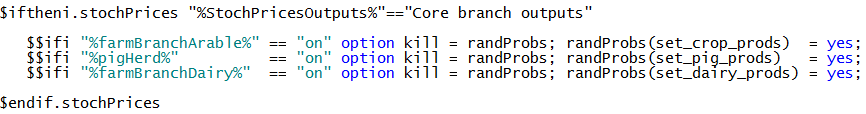 $iftheni.stochPrices "%StochPricesOutputs%"=="Core branch outputs"
$$ifi "%farmBranchArable%" == "on" option kill = randProbs; randProbs(set_crop_prods) = yes;
$$ifi "%pigHerd%" == "on" option kill = randProbs; randProbs(set_pig_prods) = yes;
$$ifi "%farmBranchDairy%" == "on" option kill = randProbs; randProbs(set_dairy_prods) = yes;
$endif.stochPrices